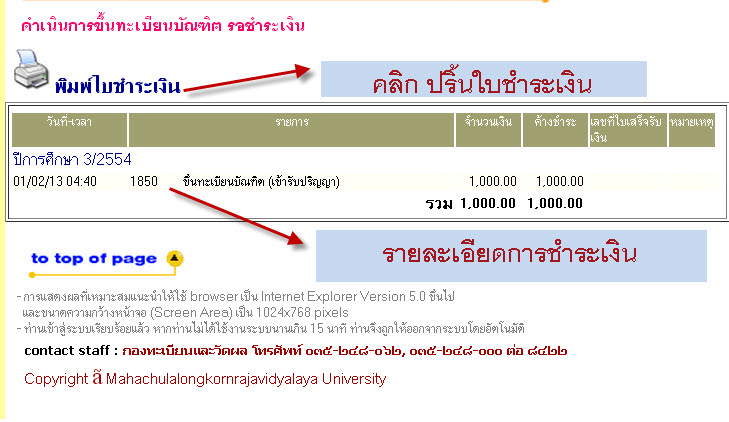 ดำเนินการขึ้นทะเบียนบัณฑิต รอชำระเงิน
พิมพ์ใบชำระเงิน
คลิก ปริ้นใบชำระเงิน
วันที่-เวลา รายการ จำนวนเงิน ค้างชำระ เลขที่ใบเสร็จรับเงิน หมายเหตุ
ปีการศึกษา 3/2554
01/02/13 04:40 1850 ขึ้นทะเบียนบัณฑิต (เข้ารับปริญญา) 1,000.00 1,000.00
รวม 1,000.00 1,000.00
to top of page
รายละเอียดการชำระเงิน
- การแสดงผลที่เหมาะสมแนะนำให้ใช้ browser เป็น Internet Explorer Version 5.0 ขึ้นไป
และขนาดความกว้างหน้าจอ (Screen Area) เป็น 1024x768 pixels
- ท่านเข้าสู่ระบบเรียบร้อยแล้ว หากท่านไม่ได้ใช้งานระบบนานเกิน 15 นาที ท่านจึงถูกให้ออกจากระบบโดยอัตโนมัติ
contact staff : กองทะเบียนและวัดผล โทรศัพท์ ๐๓๕-๒๔๘-๐๖๒, ๐๓๕-๒๔๘-๐๐๐ ต่อ ๘๔๒๒
Copyright ฉ Mahachulalongkornrajavidyalaya University